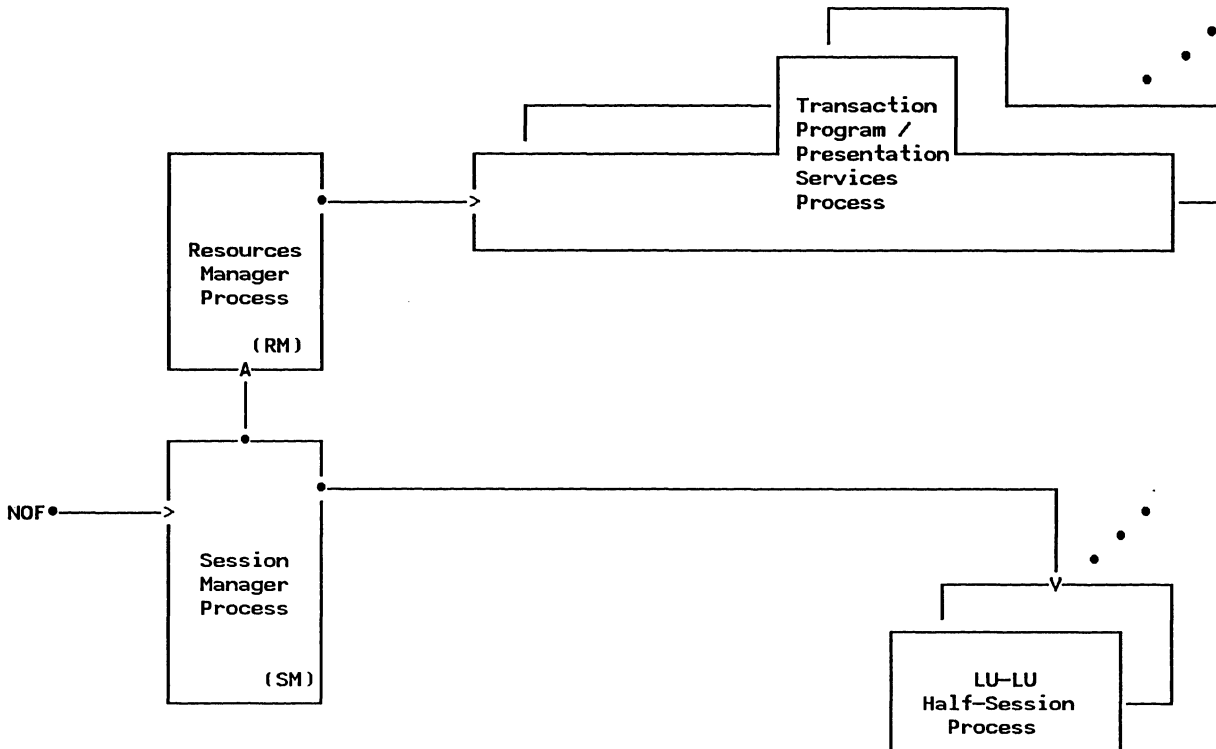 Transaction
Program /
Presentation
Services
Process
Resources
Manager
Process
(RM)
NOF
Session
Manager
Process
(SM)
LU-LU
Half-Session
Process